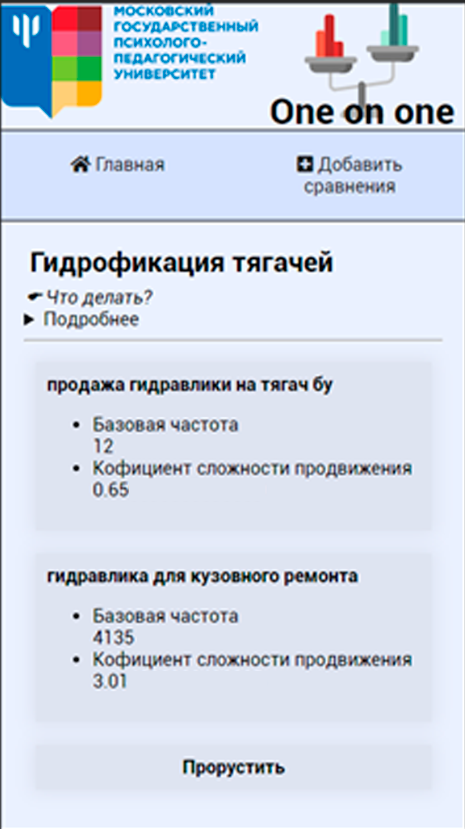 МОСКОВСКИЙ
ГОСУДАРСТВЕННЫЙ
ПСИХОЛОГО-
ПЕДАГОГИЧЕСКИЙ
УНИВЕРСИТЕТ
One on one
Главная
Добавить
сравнения
Гидрофикация тягачей
Что делать?
Подробнее
продажа гидравлики на тягач бу
Базовая частота
12
Кофициент сложности продвижения
0.65
гидравлика для кузовного ремонта
Базовая частота
4135
Кофициент сложности продвижения
3.01
Прорустить